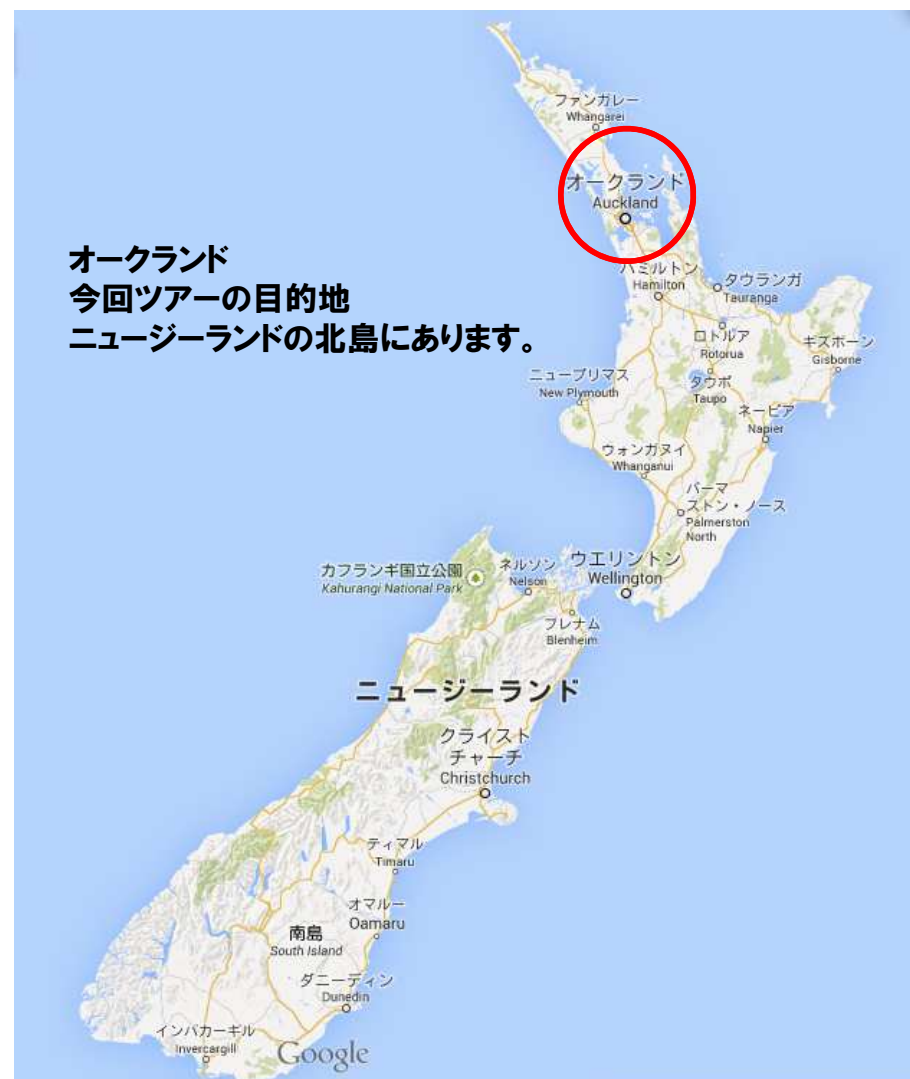 ファンガレー
Whangarei
オークランド
Auckland
オークランド
今回ツアーの目的地
ニュージーランドの北島にあります。
ハミルトン
Hamilton
タウランガ
Tauranga
ロトルア
Rotorua
ギズボーン
Gisborne
ニュープリマス
New Plymouth
タウポ
Taupo
ネーピア
Napier
ウォンガヌイ
Whanganui
パーマ
ストン・ノース
Palmerston
North
カフランギ国立公園
Kahurangi National Park
ネルソン
Nelson
ウエリントン
Wellington
ブレナム
Blenheim
ニュージーランド
クライスト
チャーチ
Christchurch
ティマル
Timaru
オマルー
Oamaru
南島
South Island
ダニーディン
Dunedin
インバカーギル
Invercargill
Google